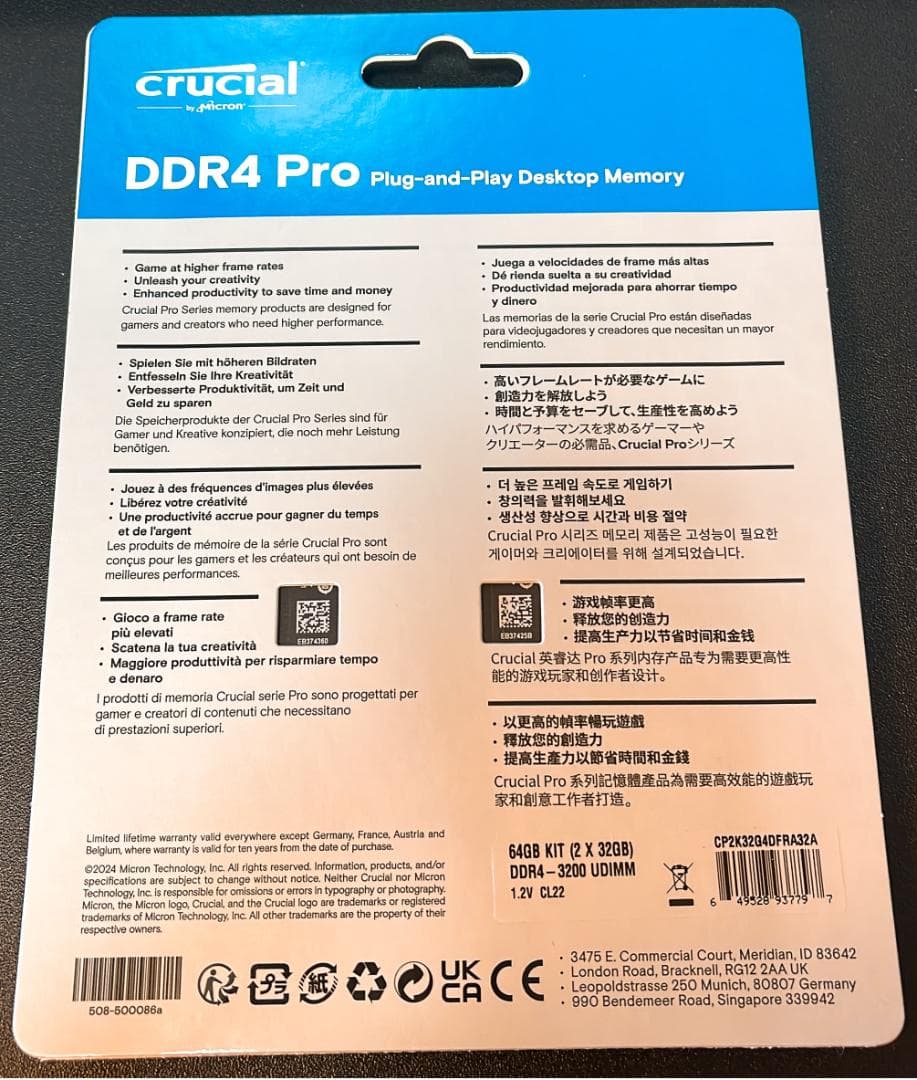 crucial
by Micron
DDR4 Pro Plug-and-Play Desktop Memory
• Game at higher frame rates
• Unleash your creativity
• Enhanced productivity to save time and money
Crucial Pro Series memory products are designed for
gamers and creators who need higher performance.
• Spielen Sie mit höheren Bildraten
• Entfesseln Sie Ihre Kreativität
• Verbesserte Produktivität, um Zeit und
Geld zu sparen
Die Speicherprodukte der Crucial Pro Series sind für
Gamer und Kreative konzipiert, die noch mehr Leistung
benötigen.
• Jouez à des fréquences d'images plus élevées
• Libérez votre créativité
• Une productivité accrue pour gagner du temps
et de l'argent
Les produits de mémoire de la série Crucial Pro sont
conçus pour les gamers et les créateurs qui ont besoin de
meilleures performances.
• Gioco a frame rate
più elevati
• Scatena la tua creatività
• Maggiore produttività per risparmiare tempo
e denaro
I prodotti di memoria Crucial serie Pro sono progettati per
gamer e creatori di contenuti che necessitano
di prestazioni superiori.
EB374360
• Juega a velocidades de frame más altas
• Dé rienda suelta a su creatividad
• Productividad mejorada para ahorrar tiempo
y dinero
Las memorias de la serie Crucial Pro están diseñadas
para videojugadores y creadores que necesitan un mayor
rendimiento.
• 高いフレームレートが必要なゲームに
• 創造力を解放しよう
• 時間と予算をセーブして、生産性を高めよう
ハイパフォーマンスを求めるゲーマーや
クリエーターの必需品、Crucial Proシリーズ
• 더 높은 프레임 속도로 게임하기
• 창의력을 발휘해보세요
• 생산성 향상으로 시간과 비용 절약
Crucial Pro 시리즈 메모리 제품은 고성능이 필요한
게이머와 크리에이터를 위해 설계되었습니다.
EB37425B
• 游戏帧率更高
• 释放您的创造力
• 提高生产力以节省时间和金钱
Crucial 英睿达 Pro 系列内存产品专为需要更高性
能的游戏玩家和创作者设计。
• 以更高的幀率暢玩遊戲
• 釋放您的創造力
• 提高生產力以節省時間和金錢
Crucial Pro 系列記憶體產品為需要高效能的遊戲玩
家和創意工作者打造。
Limited lifetime warranty valid everywhere except Germany, France, Austria and
Belgium, where warranty is valid for ten years from the date of purchase.
©2024 Micron Technology, Inc. All rights reserved. Information, products, and/or
specifications are subject to change without notice. Neither Crucial nor Micron
Technology, Inc. is responsible for omissions or errors in typography or photography.
Micron, the Micron logo, Crucial, and the Crucial logo are trademarks or registered
trademarks of Micron Technology, Inc. All other trademarks are the property of their
respective owners.
64GB KIT (2 X 32GB)
DDR4-3200 UDIMM
1.2V CL22
CP2K32G4DFRA32A
6 49528 93779 7
508-500086a
プラ
紙
UK
CA
CE
• 3475 E. Commercial Court, Meridian, ID 83642
• London Road, Bracknell, RG12 2AA UK
• Leopoldstrasse 250 Munich, 80807 Germany
• 990 Bendemeer Road, Singapore 339942